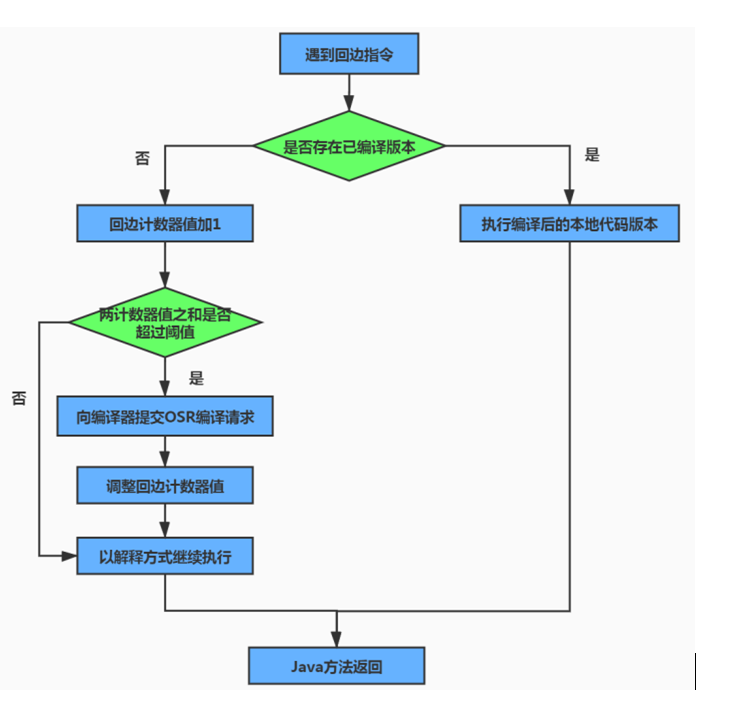 遇到回边指令
是否存在已编译版本
否
是
回边计数器值加1
执行编译后的本地代码版本
两计数器值之和是否
超过阈值
是
否
向编译器提交OSR编译请求
调整回边计数器值
以解释方式继续执行
Java方法返回